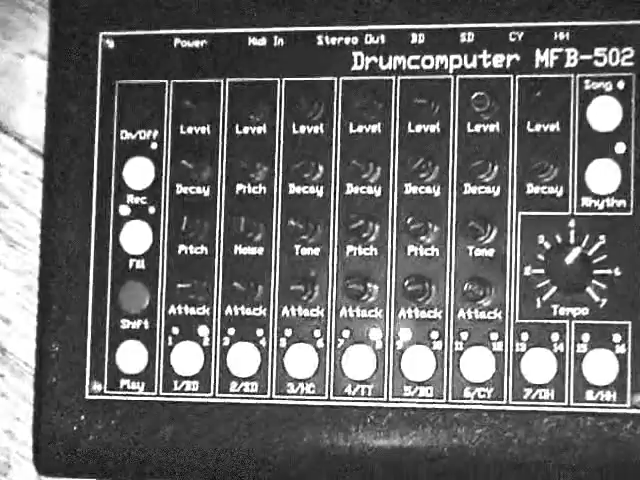 Power Midi In Stereo Out BD SD CY HH
Drumcomputer MFB-502
Song
On/Off Level Level Level Level Level Level Level
Rec Decay Pitch Decay Decay Decay Decay Decay Rhythm
Fill Pitch Noise Tone Pitch Pitch Tone
4
Shift Attack Attack Attack Attack Attack Attack Tempo
1 2 3 4 5 6 7 8 9 10 11 12 13 14 15 16
Play 1/BD 2/SD 3/HC 4/TT 5/BO 6/CY 7/OH 8/HH